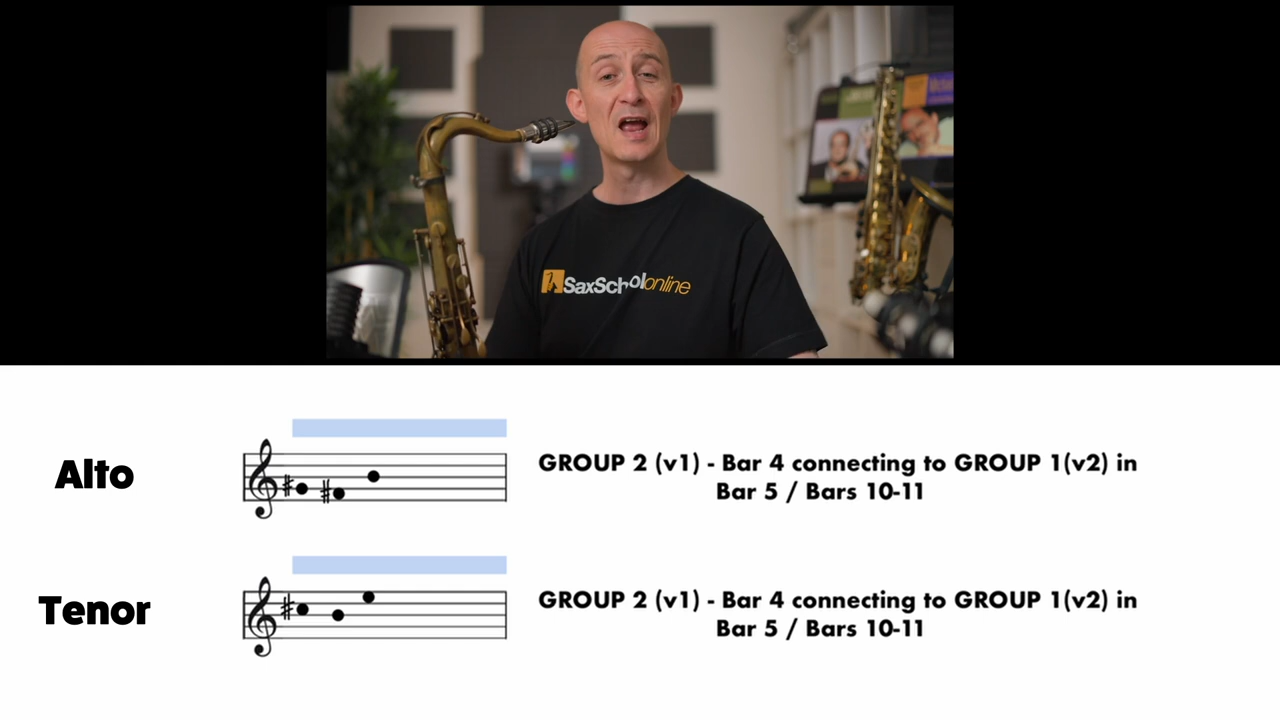 SaxSchoolonline
Alto
GROUP 2 (v1) - Bar 4 connecting to GROUP 1(v2) in
Bar 5 / Bars 10-11
Tenor
GROUP 2 (v1) - Bar 4 connecting to GROUP 1(v2) in
Bar 5 / Bars 10-11